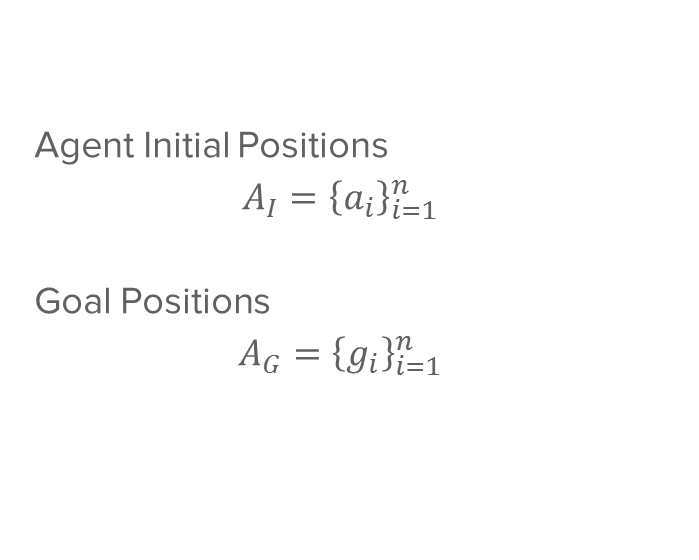 Agent Initial Positions
$A_I = \{a_i\}_{i=1}^{n}$
Goal Positions
$A_G = \{g_i\}_{i=1}^{n}$